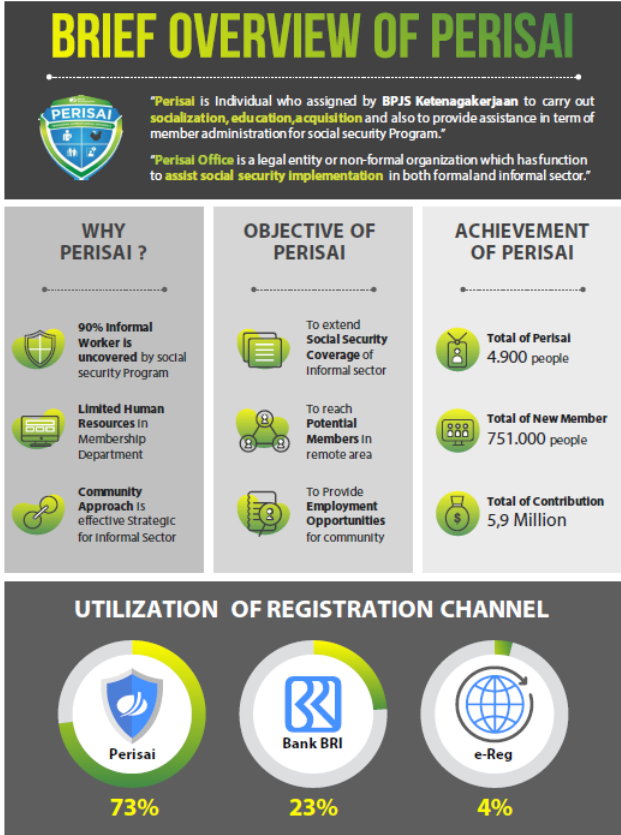 BRIEF OVERVIEW OF PERISAI
PERISAI
"Perisai is Individual who assigned by BPJS Ketenagakerjaan to carry out
socialization, education,acquisition and also to provide assistance in term of
member administration for social security Program."
"Perisai Office is a legal entity or non-formal organization which has function
to assist social security implementation in both formal and informal sector."
WHY
PERISAI ?
90% Informal
Worker is
uncovered by social
security Program
Limited Human
Resources in
Membership
Department
Community
Approach is
effective Strategic
for Informal Sector
OBJECTIVE OF
PERISAI
To extend
Social Security
Coverage of
Informal sector
To reach
Potential
Members in
remote area
To Provide
Employment
Opportunities
for community
ACHIEVEMENT
OF PERISAI
Total of Perisai
4.900 people
Total of New Member
751.000 people
$
Total of Contribution
5,9 Million
UTILIZATION OF REGISTRATION CHANNEL
Perisai
73%
Bank BRI
23%
e-Reg
4%